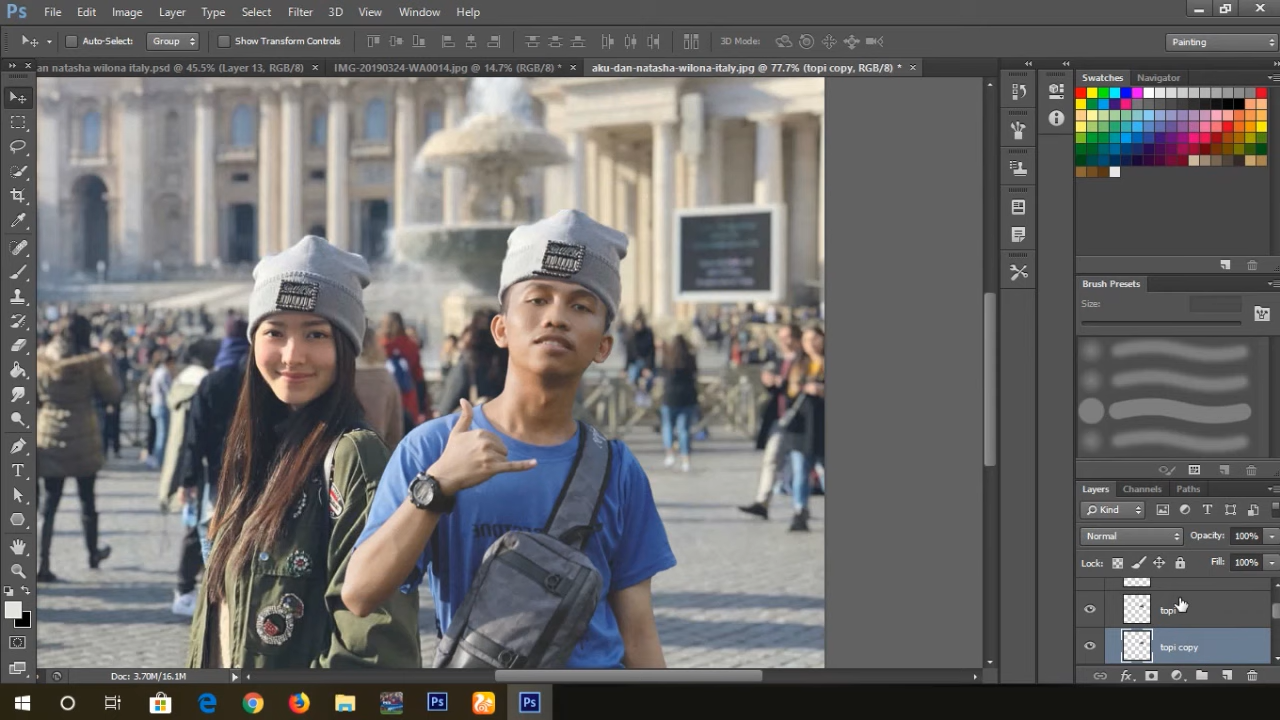 Ps File Edit Image Layer Type Select Filter 3D View Window Help
Auto-Select: Group Show Transform Controls 3D Mode: Painting
an natasha wilona italy.psd @ 45.5% (Layer 13, RGB/8) × IMG-20190324-WA0014.jpg @ 14.7% (RGB/8) * × aku-dan-natasha-wilona-italy.jpg @ 77.7% (topi copy, RGB/8) * ×
Swatches Navigator
Brush Presets
Size:
Layers Channels Paths
Kind
Normal Opacity: 100%
Lock: Fill: 100%
topi copy
Doc: 3.70M/16.1M